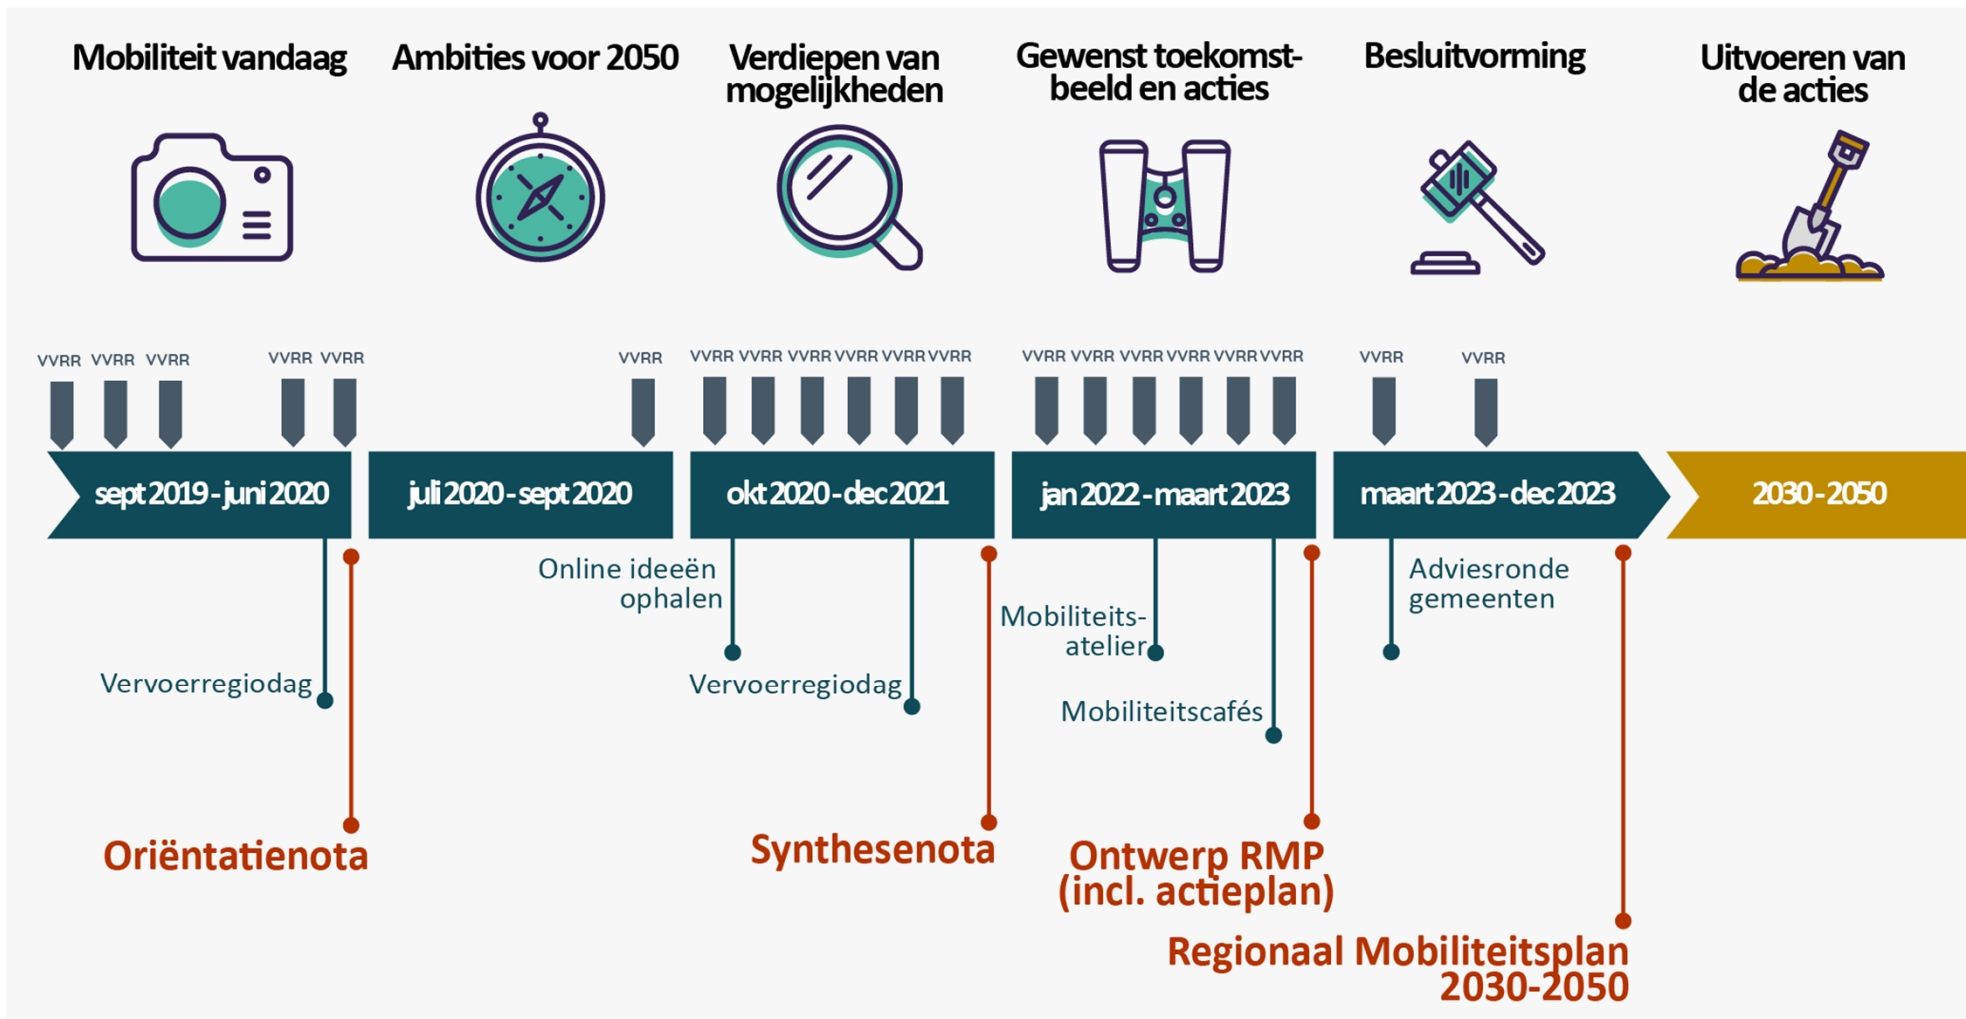 Mobiliteit vandaag
Ambities voor 2050
Verdiepen van
mogelijkheden
Gewenst toekomst-
beeld en acties
Besluitvorming
Uitvoeren van
de acties
VVRR VVRR VVRR VVRR VVRR
VVRR
VVRR VVRR VVRR VVRR VVRR VVRR
VVRR VVRR VVRR VVRR VVRR VVRR
VVRR VVRR
sept 2019 - juni 2020
juli 2020 - sept 2020
okt 2020 - dec 2021
jan 2022 - maart 2023
maart 2023 - dec 2023
2030 - 2050
Vervoerregiodag
Online ideeën
ophalen
Vervoerregiodag
Mobiliteits-
atelier
Mobiliteitscafés
Adviesronde
gemeenten
Oriëntatienota
Synthesenota
Ontwerp RMP
(incl. actieplan)
Regionaal Mobiliteitsplan
2030-2050